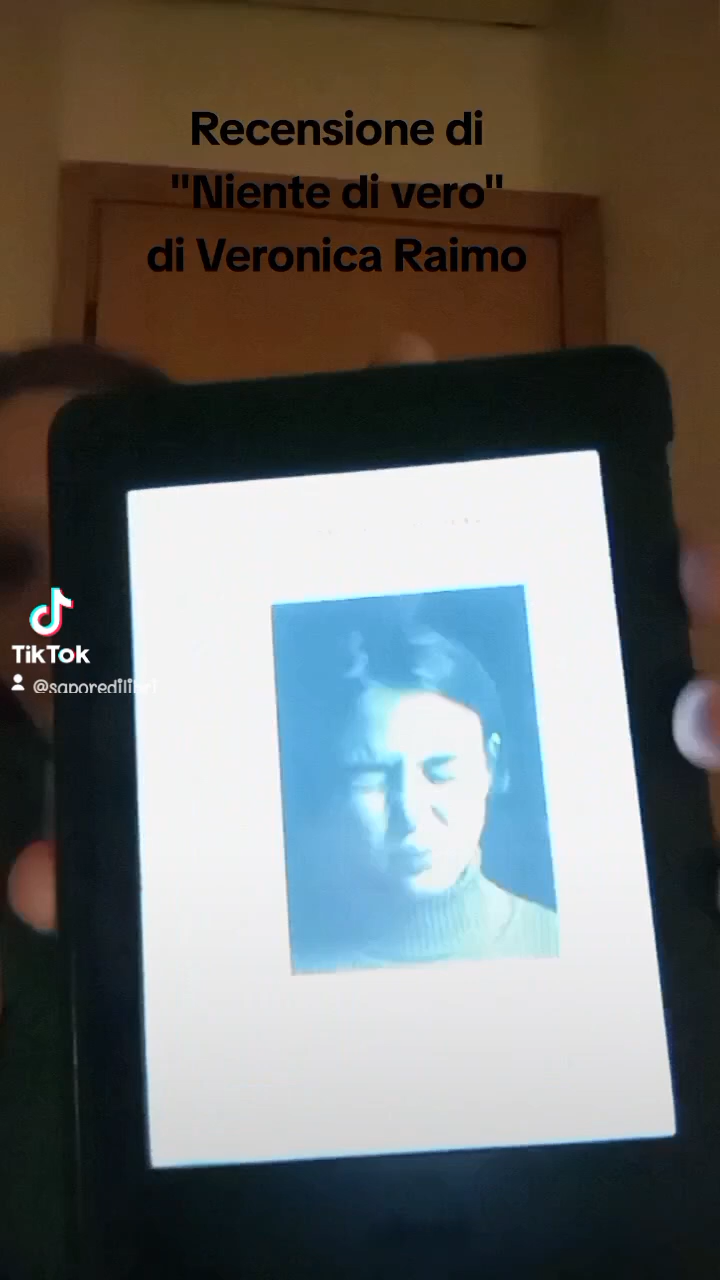 Recensione di
"Niente di vero"
di Veronica Raimo
TikTok